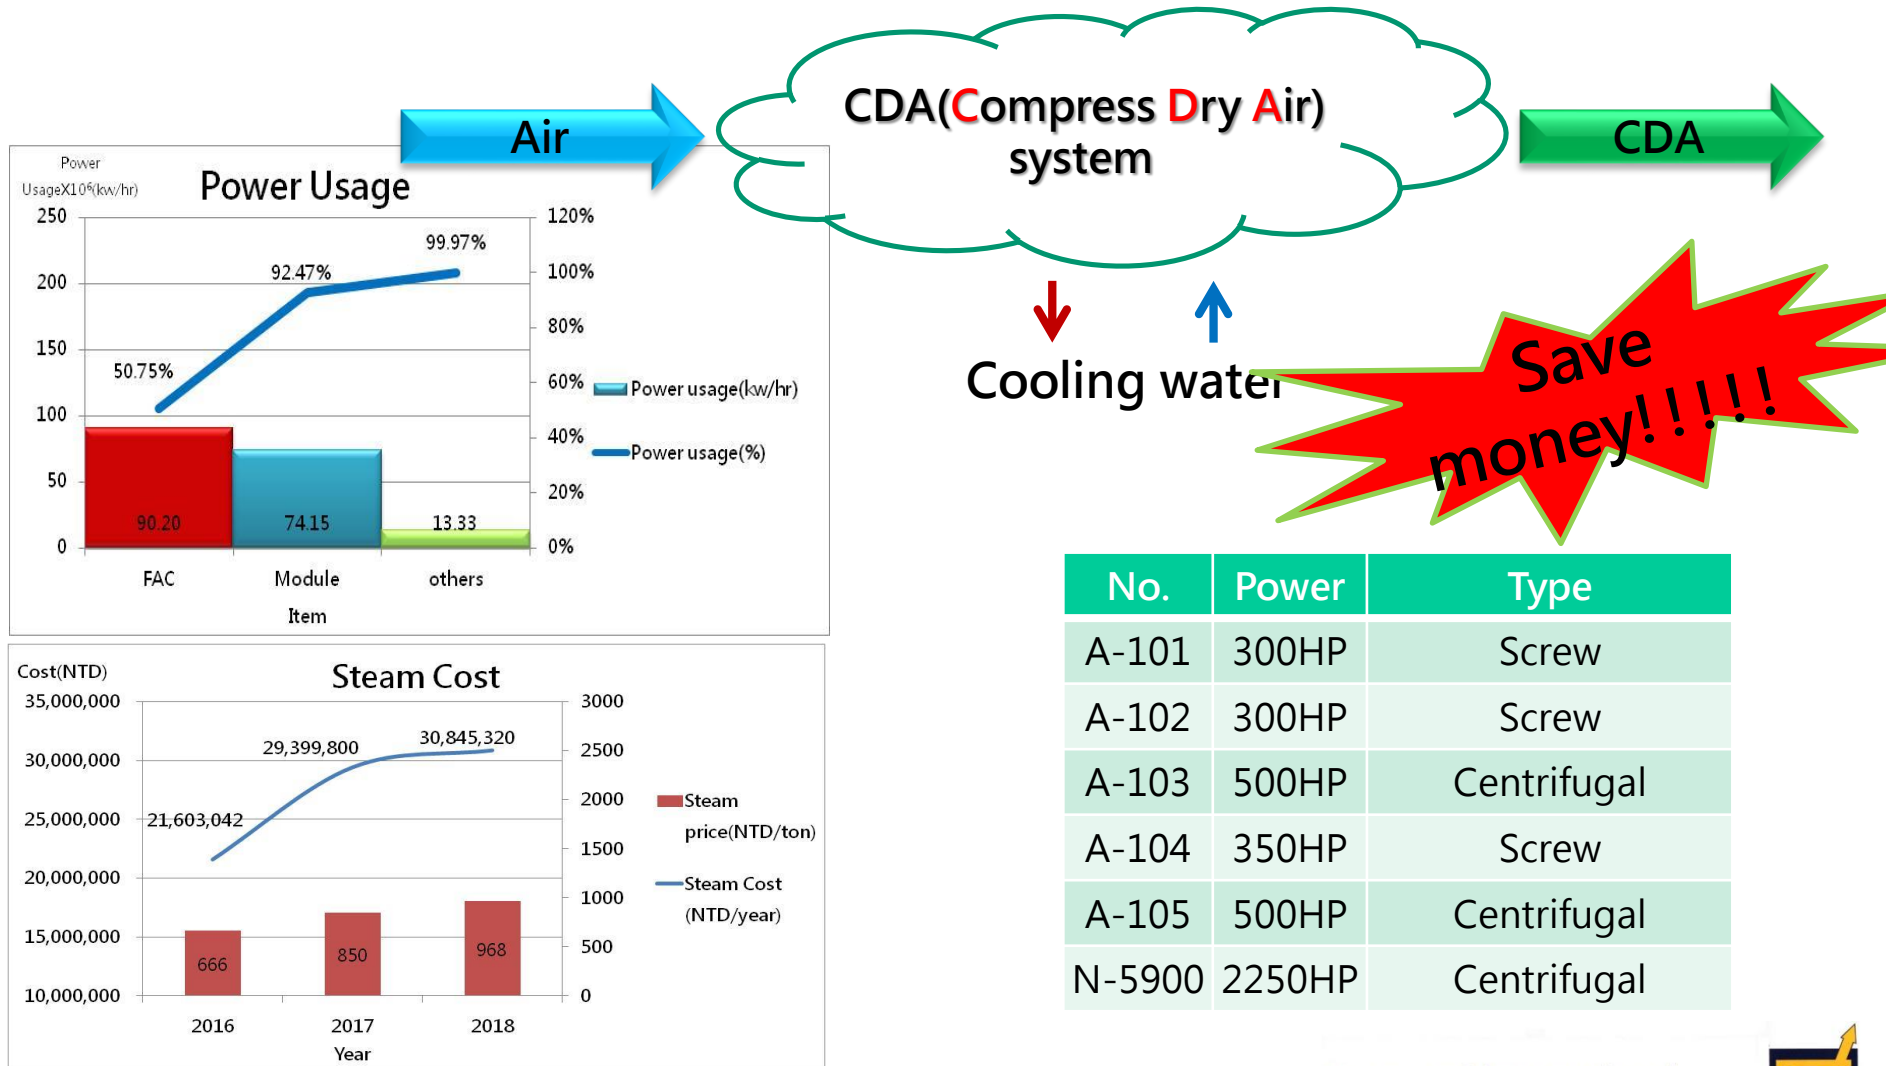 Air
CDA(Compress Dry Air)
system
CDA
Power
UsageX10⁶(kw/hr)
Power Usage
250
200
150
100
50
0
120%
100%
80%
60%
40%
20%
0%
50.75%
92.47%
99.97%
90.20
74.15
13.33
FAC
Module
others
Item
Power usage(kw/hr)
Power usage(%)
Cooling water
Save
money!!!!!
Cost(NTD)
Steam Cost
35,000,000
30,000,000
25,000,000
20,000,000
15,000,000
10,000,000
3000
2500
2000
1500
1000
500
0
21,603,042
29,399,800
30,845,320
666
850
968
2016
2017
2018
Year
Steam
price(NTD/ton)
Steam Cost
(NTD/year)
No. Power Type
A-101 300HP Screw
A-102 300HP Screw
A-103 500HP Centrifugal
A-104 350HP Screw
A-105 500HP Centrifugal
N-5900 2250HP Centrifugal